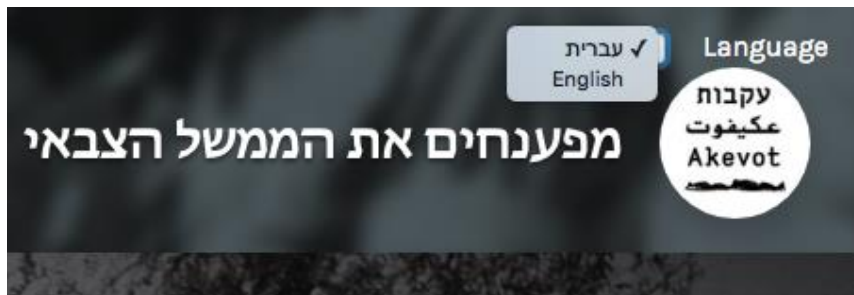 Language
✓ עברית
English
עקבות
عكيفوت
Akevot
מפענחים את הממשל הצבאי